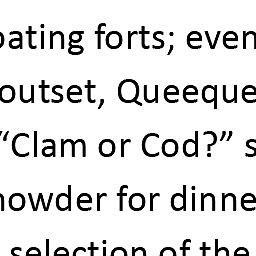 oating forts; even
outset, Queeque
“Clam or Cod?” s
howder for dinne
selection of the